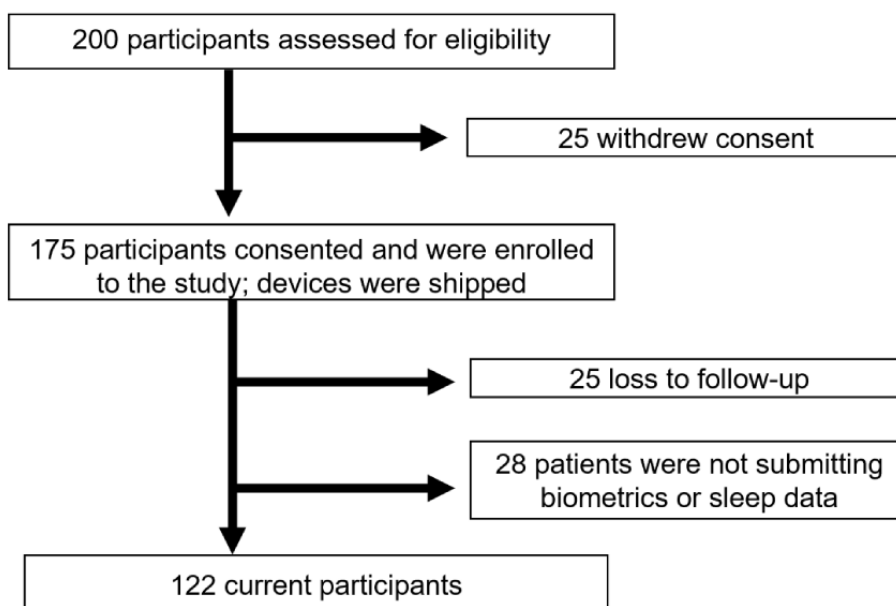 200 participants assessed for eligibility
25 withdrew consent
175 participants consented and were enrolled
to the study; devices were shipped
25 loss to follow-up
28 patients were not submitting
biometrics or sleep data
122 current participants